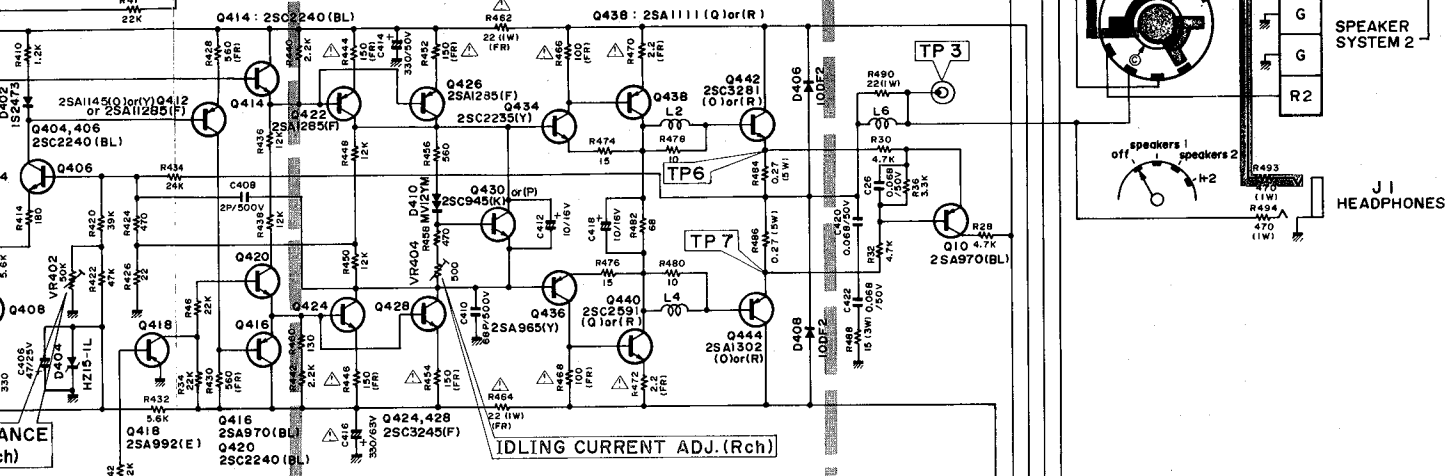 R41
22K
Q414 : 2SC2240(BL)
R462
22 (1W)
(FR)
Q438 : 2SA1111(Q)or(R)
G
G
R2
SPEAKER
SYSTEM 2
R410
1.2K
R428
560
(FR)
R440
2.2K
R444
150
(FR)
C414
330/50V
R452
150
(FR)
R466
100
(FR)
R470
2.2
(FR)
TP 3
D402
1S2473
2SA1145(O)or(Y) Q412
or 2SA1128S(F)
Q414
Q422
2SA1285(F)
Q426
2SA1285(F)
2SC2235(Y)
Q434
Q438
Q442
2SC3281
(O)or(R)
D406
10DF2
R490
22(1W)
L6
L2
Q404,406
2SC2240(BL)
R436
12K
R448
12K
R456
560
R474
15
R478
10
R30
4.7K
Q406
R434
24K
TP6
R484
0.27
(5W)
C26
0.068
/50V
R36
3.3K
off
speakers 1
speakers 2
1+2
R493
470
(1W)
R494
470
(1W)
J1
HEADPHONES
R414
180
R420
39K
R424
470
C408
2P/500V
R438
12K
D410
MV12YM
Q430 or(P)
2SC945(K)
R458
470
C412
10/16V
C418
10/16V
R482
68
C420
0.068/50V
R28
4.7K
Q10
2SA970(BL)
TP 7
R486
0.27(5W)
R32
4.7K
5.6K
Q408
VR402
50K
R422
47K
R426
22
Q420
R450
12K
VR404
500
R476
15
R480
10
L4
R46
22K
Q424
Q428
C410
68P/500V
Q436
2SA965(Y)
Q440
2SC2591
(Q)or(R)
Q444
2SA1302
(O)or(R)
D408
10DF2
C422
0.068
/50V
R488
15(3W)
Q418
Q416
R460
130
330
C406
47/25V
D404
HZ15-1L
R34
22K
R430
560
(FR)
R442
2.2K
R446
150
(FR)
R454
150
(FR)
R468
100
(FR)
R472
2.2
(FR)
R432
5.6K
R464
22 (1W)
(FR)
ANCE
ch)
Q418
2SA992(E)
Q416
2SA970(BL)
Q420
2SC2240(BL)
C416
330/63V
Q424,428
2SC3245(F)
IDLING CURRENT ADJ.(Rch)
42
2K